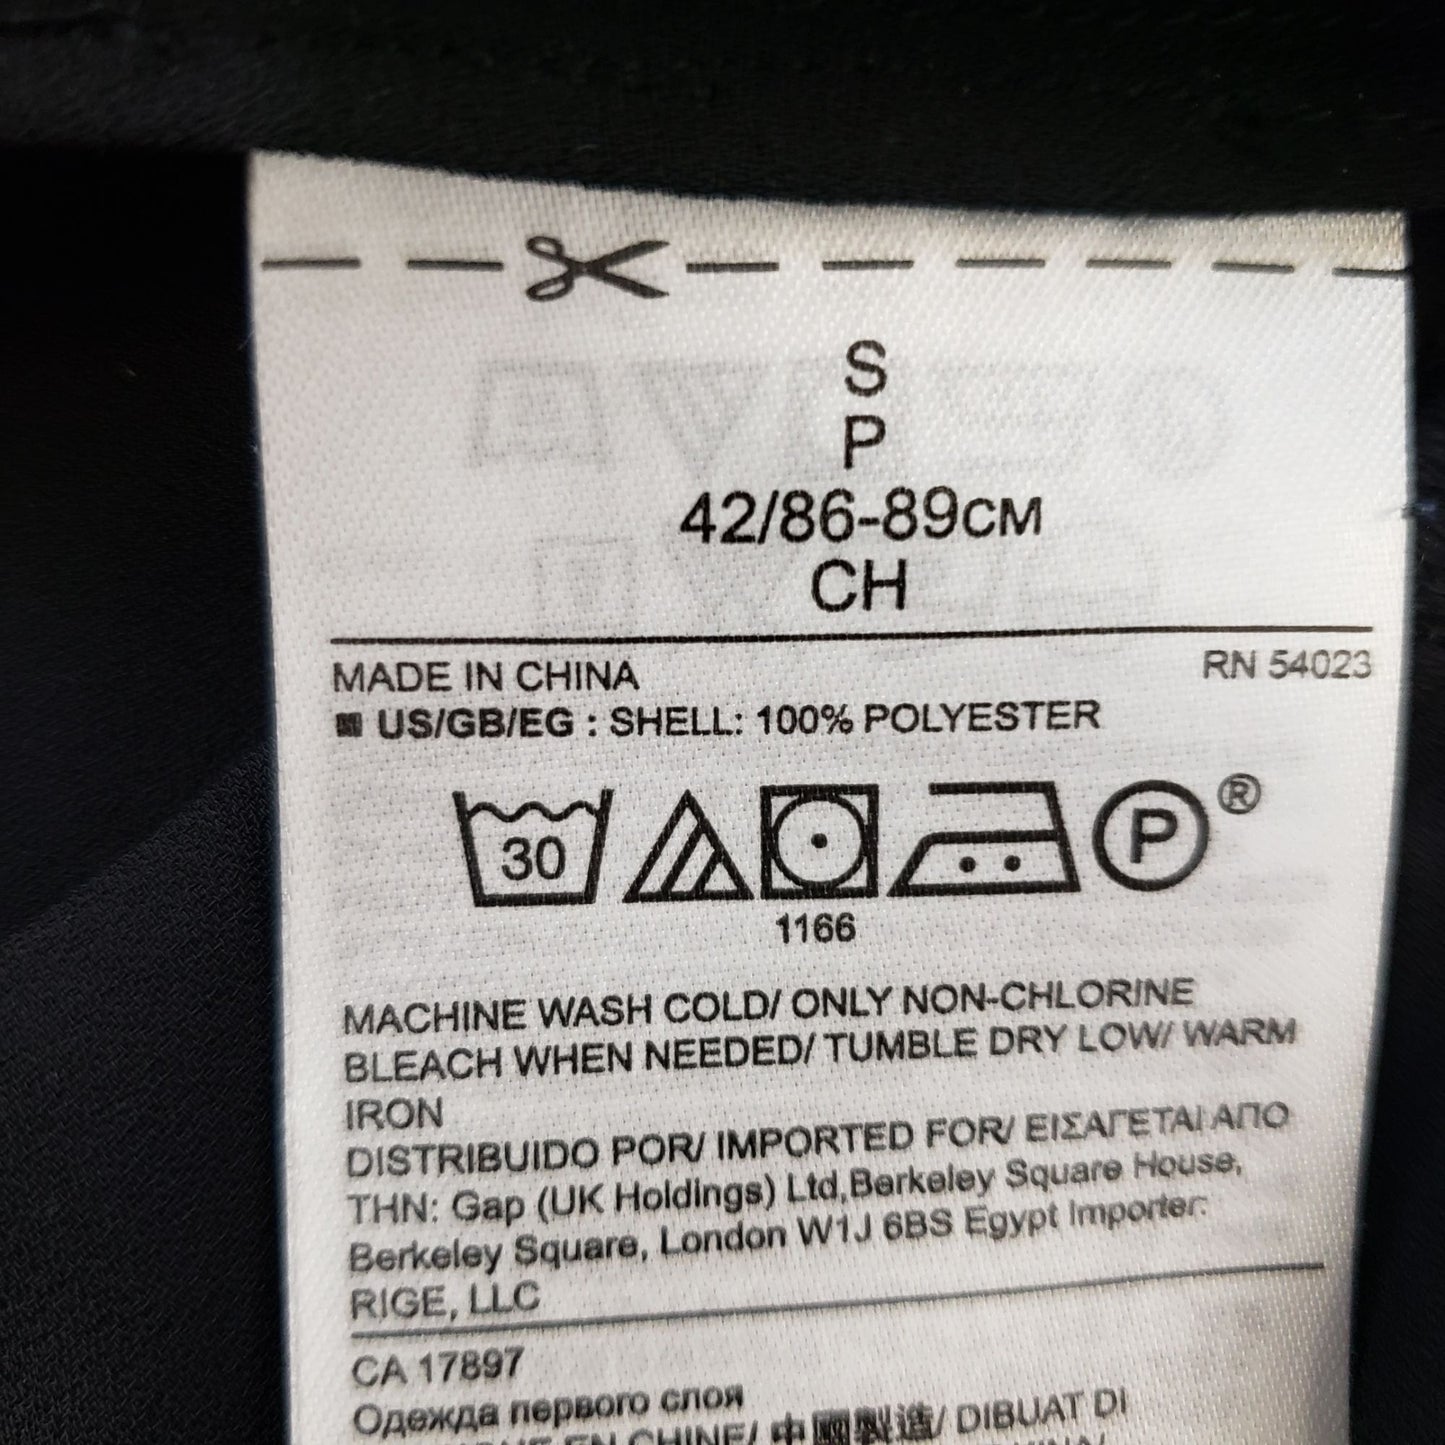 S
P
42/86-89CM
CH
MADE IN CHINA RN 54023
US/GB/EG : SHELL: 100% POLYESTER
30 P ®
1166
MACHINE WASH COLD/ ONLY NON-CHLORINE
BLEACH WHEN NEEDED/ TUMBLE DRY LOW/ WARM
IRON
DISTRIBUIDO POR/ IMPORTED FOR/ ΕΙΣΑΓΕΤΑΙ ΑΠΟ
THN: Gap (UK Holdings) Ltd,Berkeley Square House,
Berkeley Square, London W1J 6BS Egypt Importer:
RIGE, LLC
CA 17897
Одежда первого слоя
EN CHINE/ 中國製造/ DIBUAT DI